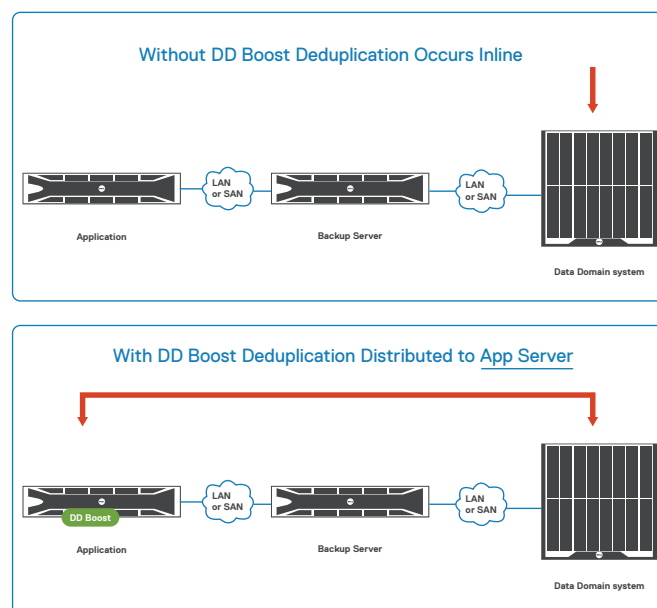 Without DD Boost Deduplication Occurs Inline
LAN
or SAN
LAN
or SAN
Application
Backup Server
Data Domain system
With DD Boost Deduplication Distributed to App Server
LAN
or SAN
LAN
or SAN
DD Boost
Application
Backup Server
Data Domain system